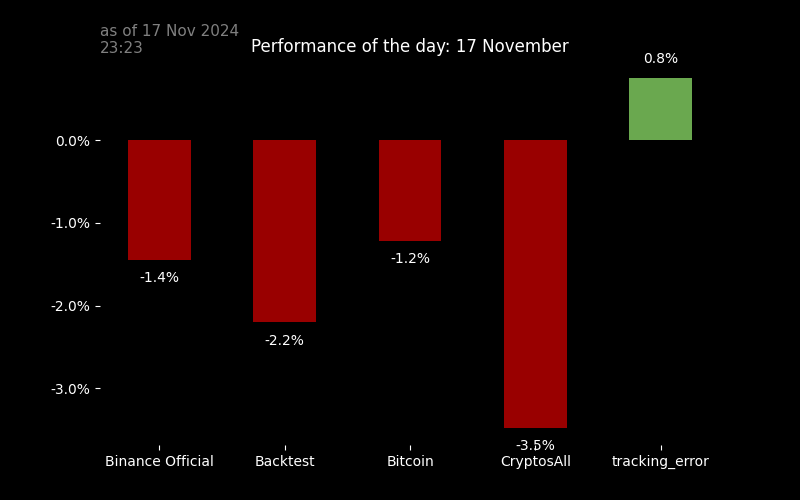 as of 17 Nov 2024
23:23
Performance of the day: 17 November
0.8%
0.0%
-1.0%
-2.0%
-3.0%
-1.4%
-2.2%
-1.2%
-3.5%
Binance Official
Backtest
Bitcoin
CryptosAll
tracking_error